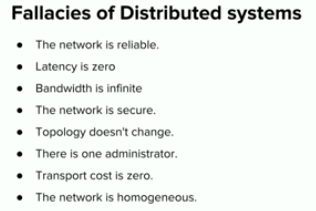 Fallacies of Distributed systems
● The network is reliable.
● Latency is zero
● Bandwidth is infinite
● The network is secure.
● Topology doesn't change.
● There is one administrator.
● Transport cost is zero.
● The network is homogeneous.